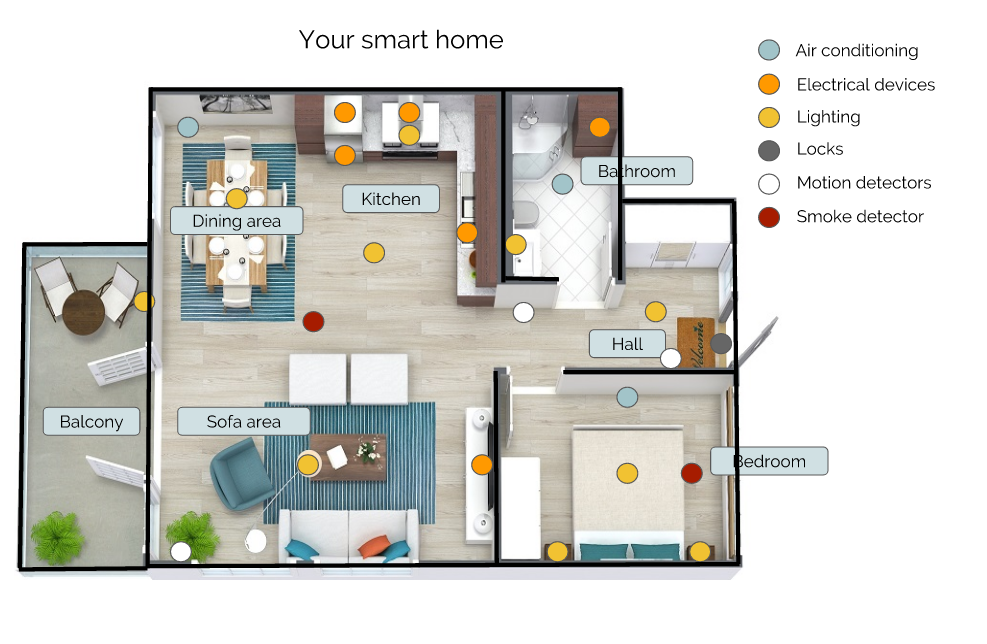 Your smart home
Air conditioning
Electrical devices
Lighting
Locks
Motion detectors
Smoke detector
Bathroom
Kitchen
Dining area
Hall
Welcome
Balcony
Sofa area
Bedroom